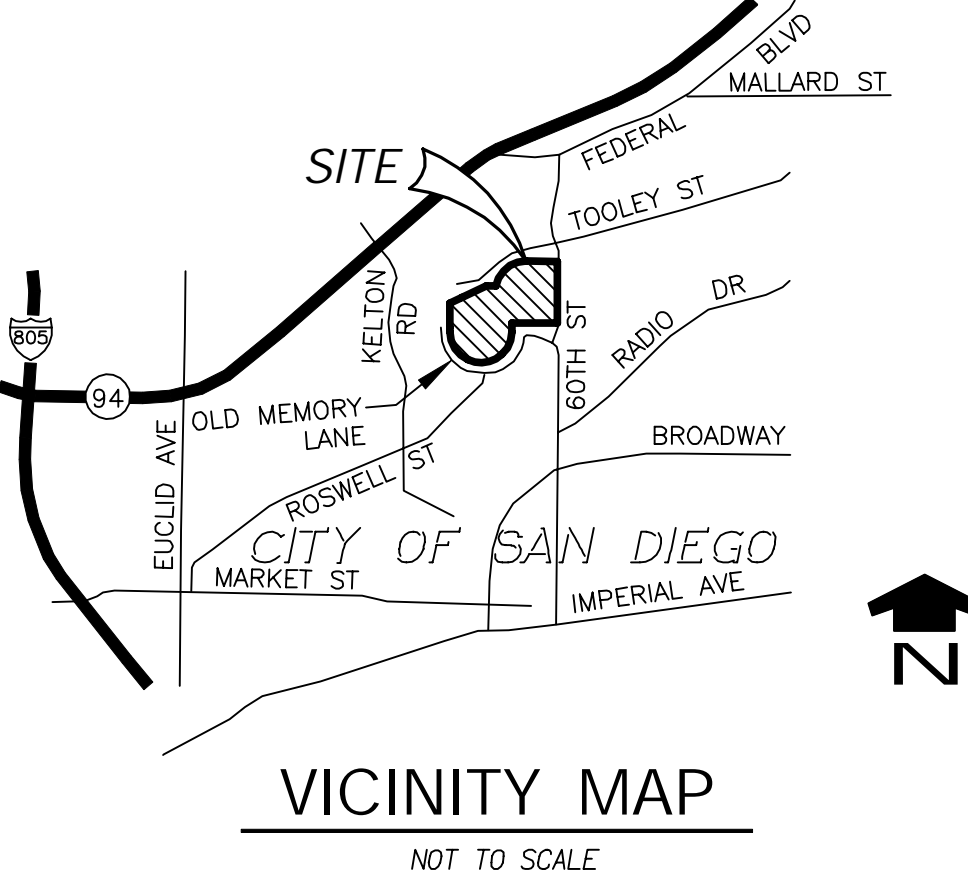 BLVD
MALLARD ST
FEDERAL
SITE
TOOLEY ST
KELTON
RD
DR
RADIO
60TH ST
805
94
OLD MEMORY
LANE
EUCLID AVE
BROADWAY
ROSWELL ST
CITY OF SAN DIEGO
MARKET ST
IMPERIAL AVE
N
VICINITY MAP
NOT TO SCALE